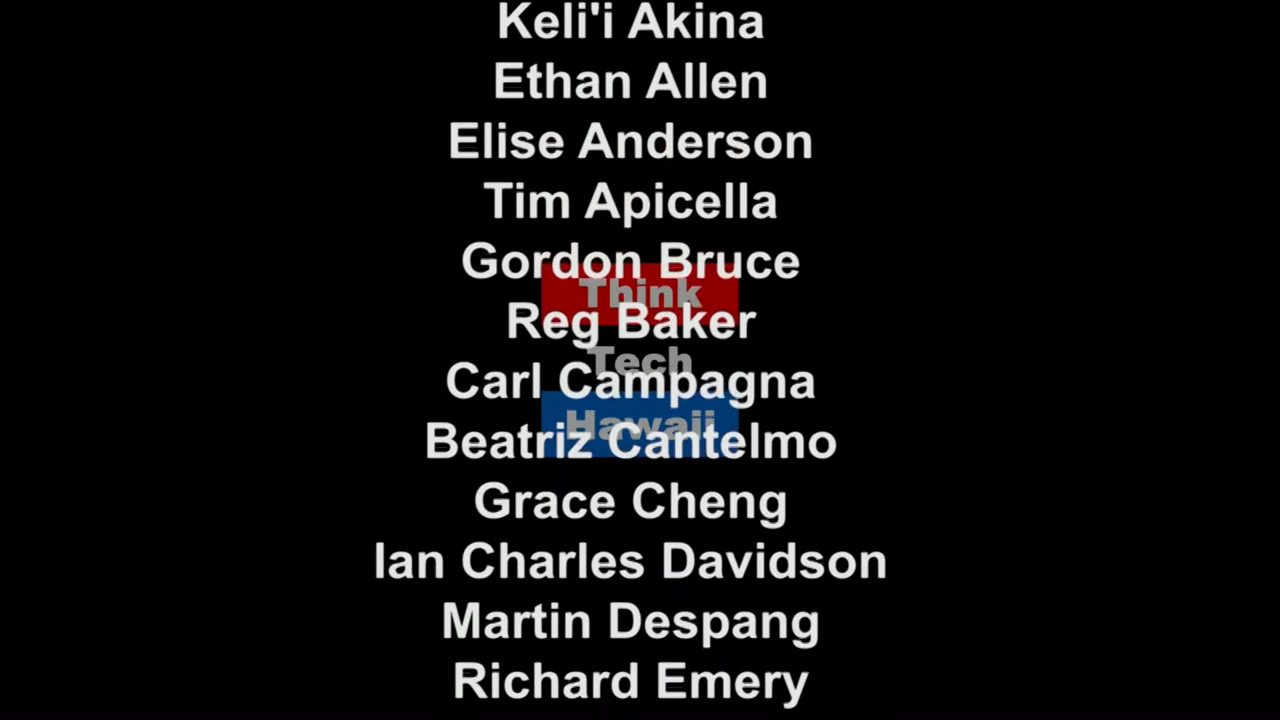 Keli'i Akina
Ethan Allen
Elise Anderson
Tim Apicella
Gordon Bruce
Think
Reg Baker
Tech
Carl Campagna
Hawaii
Beatriz Cantelmo
Grace Cheng
Ian Charles Davidson
Martin Despang
Richard Emery